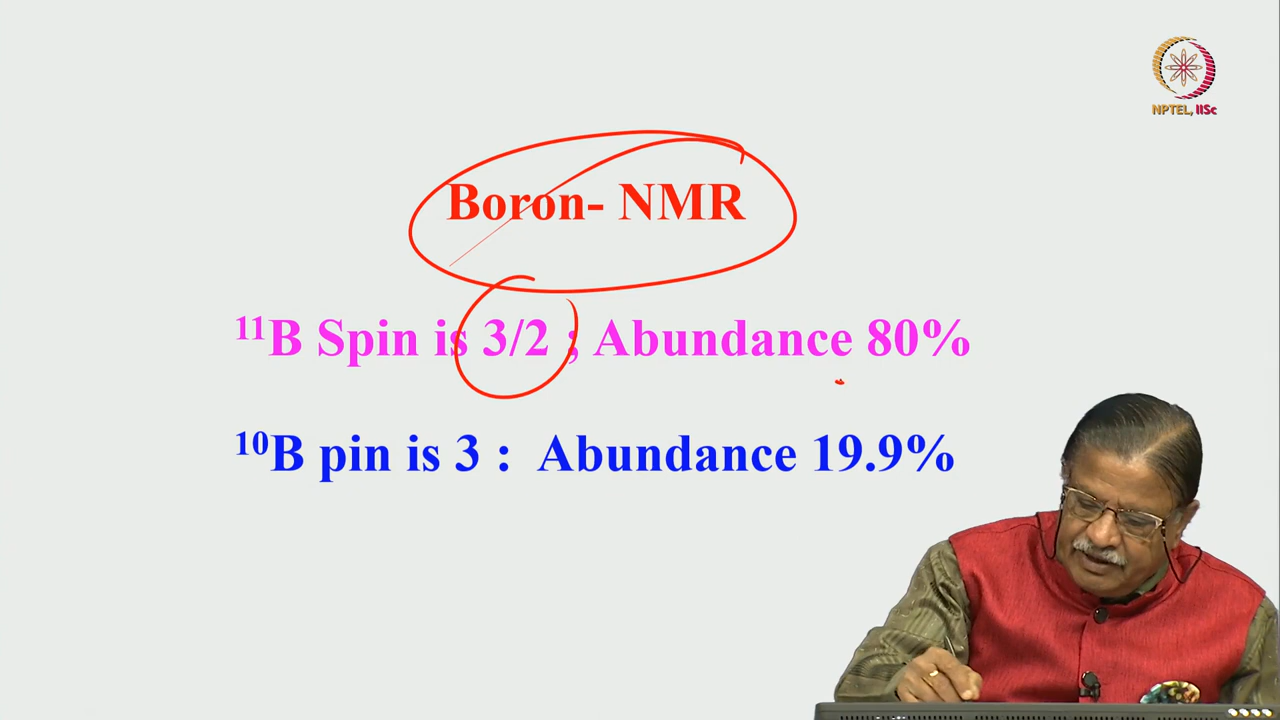 NPTEL, IISc
Boron- NMR
¹¹B Spin is 3/2 ; Abundance 80%
¹⁰B pin is 3 : Abundance 19.9%